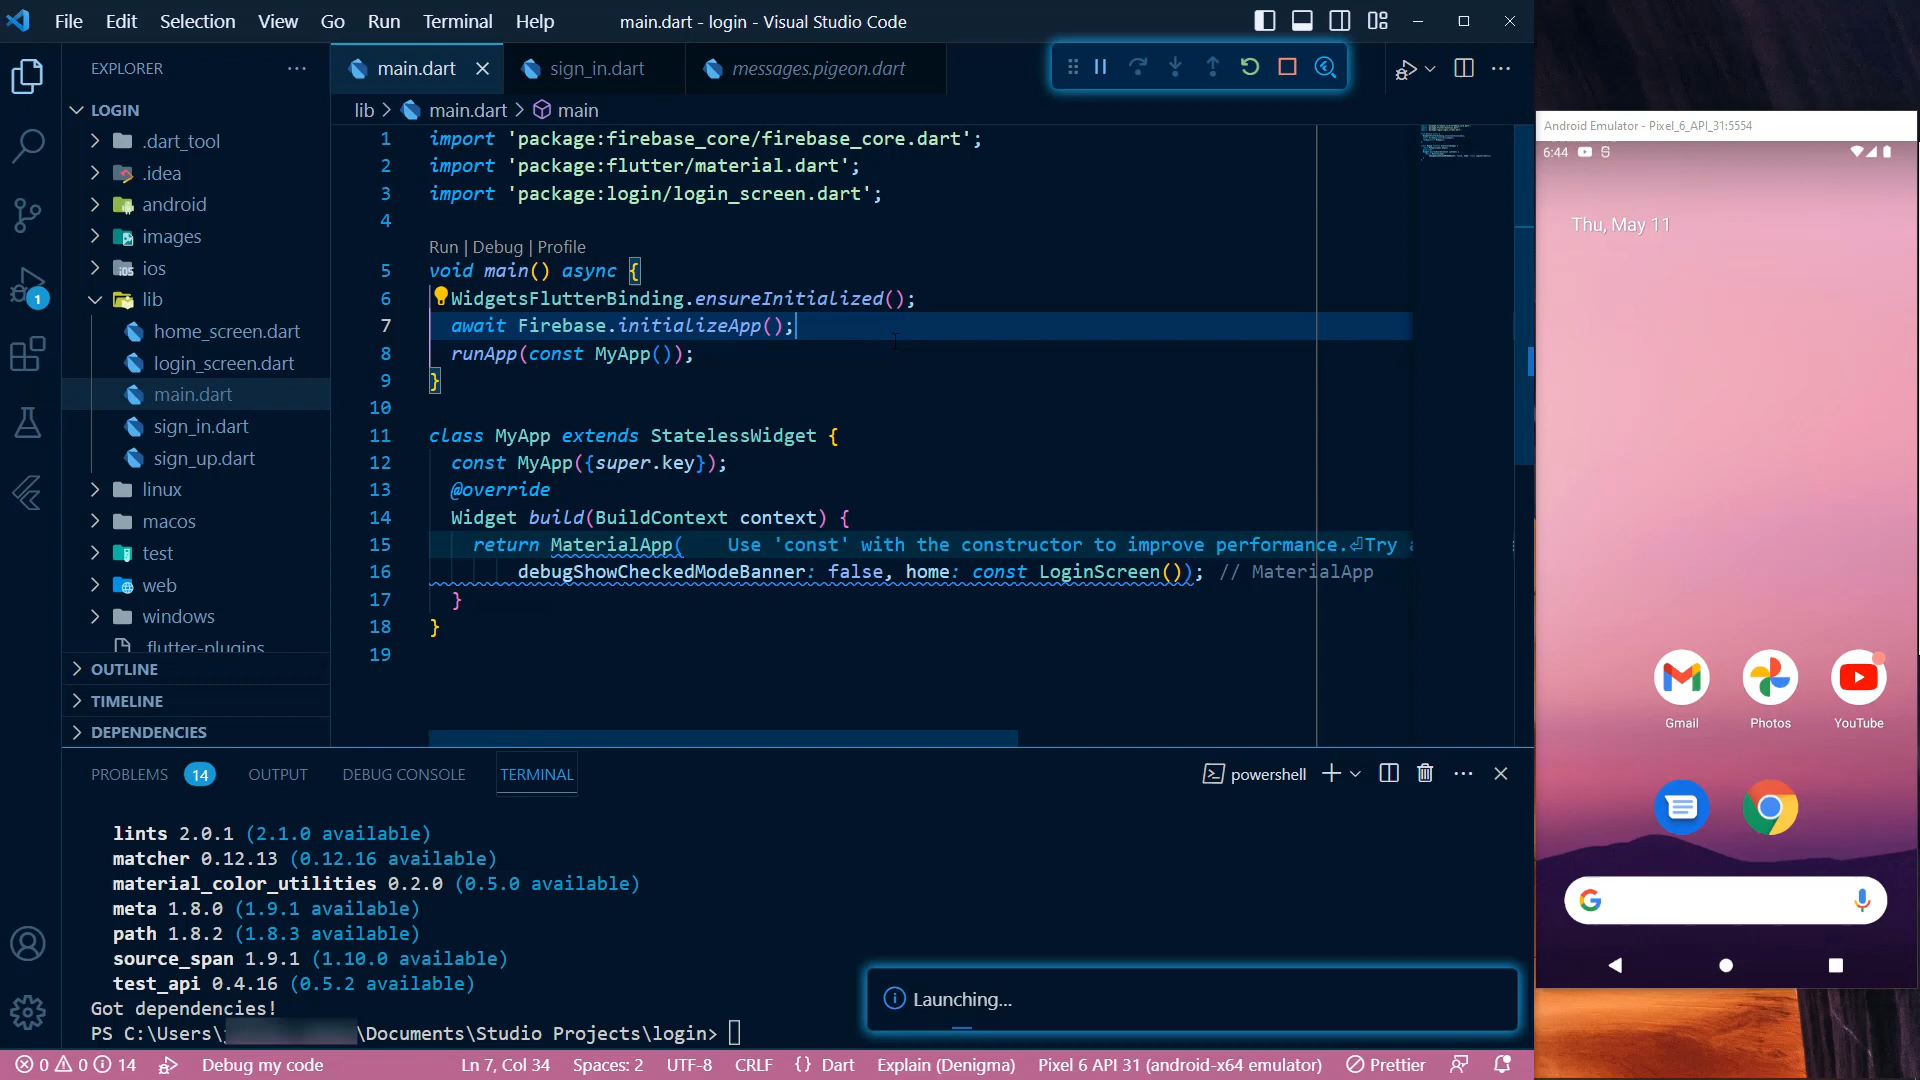 File Edit Selection View Go Run Terminal Help main.dart - login - Visual Studio Code
EXPLORER
main.dart
sign_in.dart
messages.pigeon.dart
LOGIN
.dart_tool
.idea
android
images
ios
lib
home_screen.dart
login_screen.dart
main.dart
sign_in.dart
sign_up.dart
linux
macos
test
web
windows
.flutter-plugins
OUTLINE
TIMELINE
DEPENDENCIES
1
lib > main.dart > main
1 import 'package:firebase_core/firebase_core.dart';
2 import 'package:flutter/material.dart';
3 import 'package:login/login_screen.dart';
4
Run | Debug | Profile
5 void main() async {
6 WidgetsFlutterBinding.ensureInitialized();
7 await Firebase.initializeApp();
8 runApp(const MyApp());
9 }
10
11 class MyApp extends StatelessWidget {
12 const MyApp({super.key});
13 @override
14 Widget build(BuildContext context) {
15 return MaterialApp( Use 'const' with the constructor to improve performance.⏎Try
16 debugShowCheckedModeBanner: false, home: const LoginScreen()); // MaterialApp
17 }
18 }
19
PROBLEMS 14 OUTPUT DEBUG CONSOLE TERMINAL
powershell
lints 2.0.1 (2.1.0 available)
matcher 0.12.13 (0.12.16 available)
material_color_utilities 0.2.0 (0.5.0 available)
meta 1.8.0 (1.9.1 available)
path 1.8.2 (1.8.3 available)
source_span 1.9.1 (1.10.0 available)
test_api 0.4.16 (0.5.2 available)
Got dependencies!
PS C:\Users\ \Documents\Studio Projects\login>
Launching...
0 0 14 Debug my code Ln 7, Col 34 Spaces: 2 UTF-8 CRLF {} Dart Explain (Denigma) Pixel 6 API 31 (android-x64 emulator) Prettier
Android Emulator - Pixel_6_API_31:5554
6:44
Thu, May 11
Gmail
Photos
YouTube